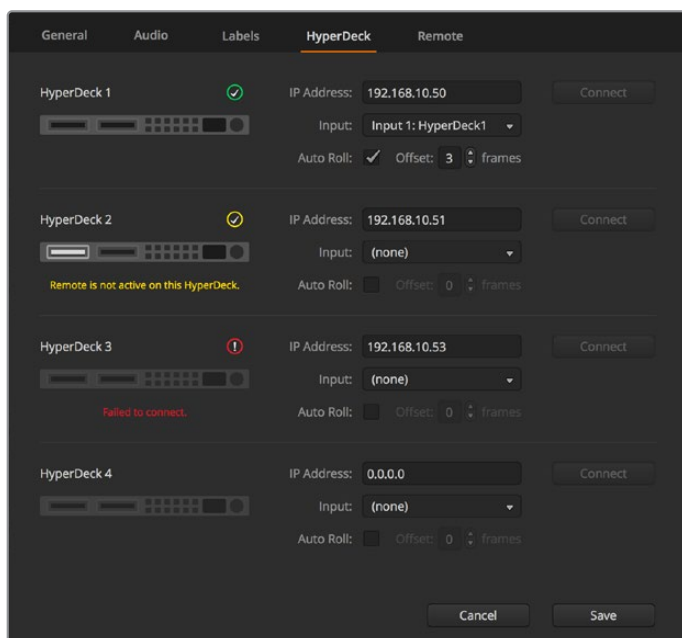 General Audio Labels HyperDeck Remote
HyperDeck 1 IP Address: 192.168.10.50 Connect
Input: Input 1: HyperDeck1
Auto Roll: Offset: 3 frames
HyperDeck 2 IP Address: 192.168.10.51 Connect
Input: (none)
Remote is not active on this HyperDeck. Auto Roll: Offset: 0 frames
HyperDeck 3 IP Address: 192.168.10.53 Connect
Input: (none)
Failed to connect. Auto Roll: Offset: 0 frames
HyperDeck 4 IP Address: 0.0.0.0 Connect
Input: (none)
Auto Roll: Offset: 0 frames
Cancel Save